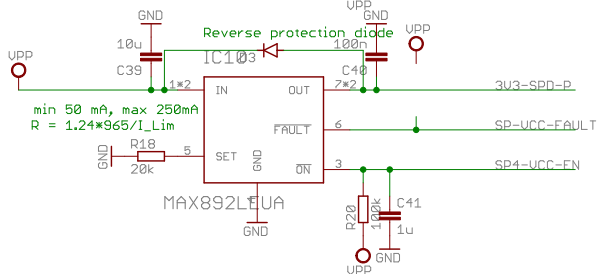 VPP
GND
GND
VPP
Reverse protection diode
10u
100n
VPP
IC10
D3
C39
C40
1*2
IN
OUT
7*2
3V3-SPD-P
min 50 mA, max 250mA
R = 1.24*965/I_Lim
FAULT
6
SP-VCC-FAULT
R18
GND
5
SET
GND
ON
3
SP4-VCC-EN
20k
4
MAX892LEUA
R20
100k
C41
1u
GND
GND
VPP